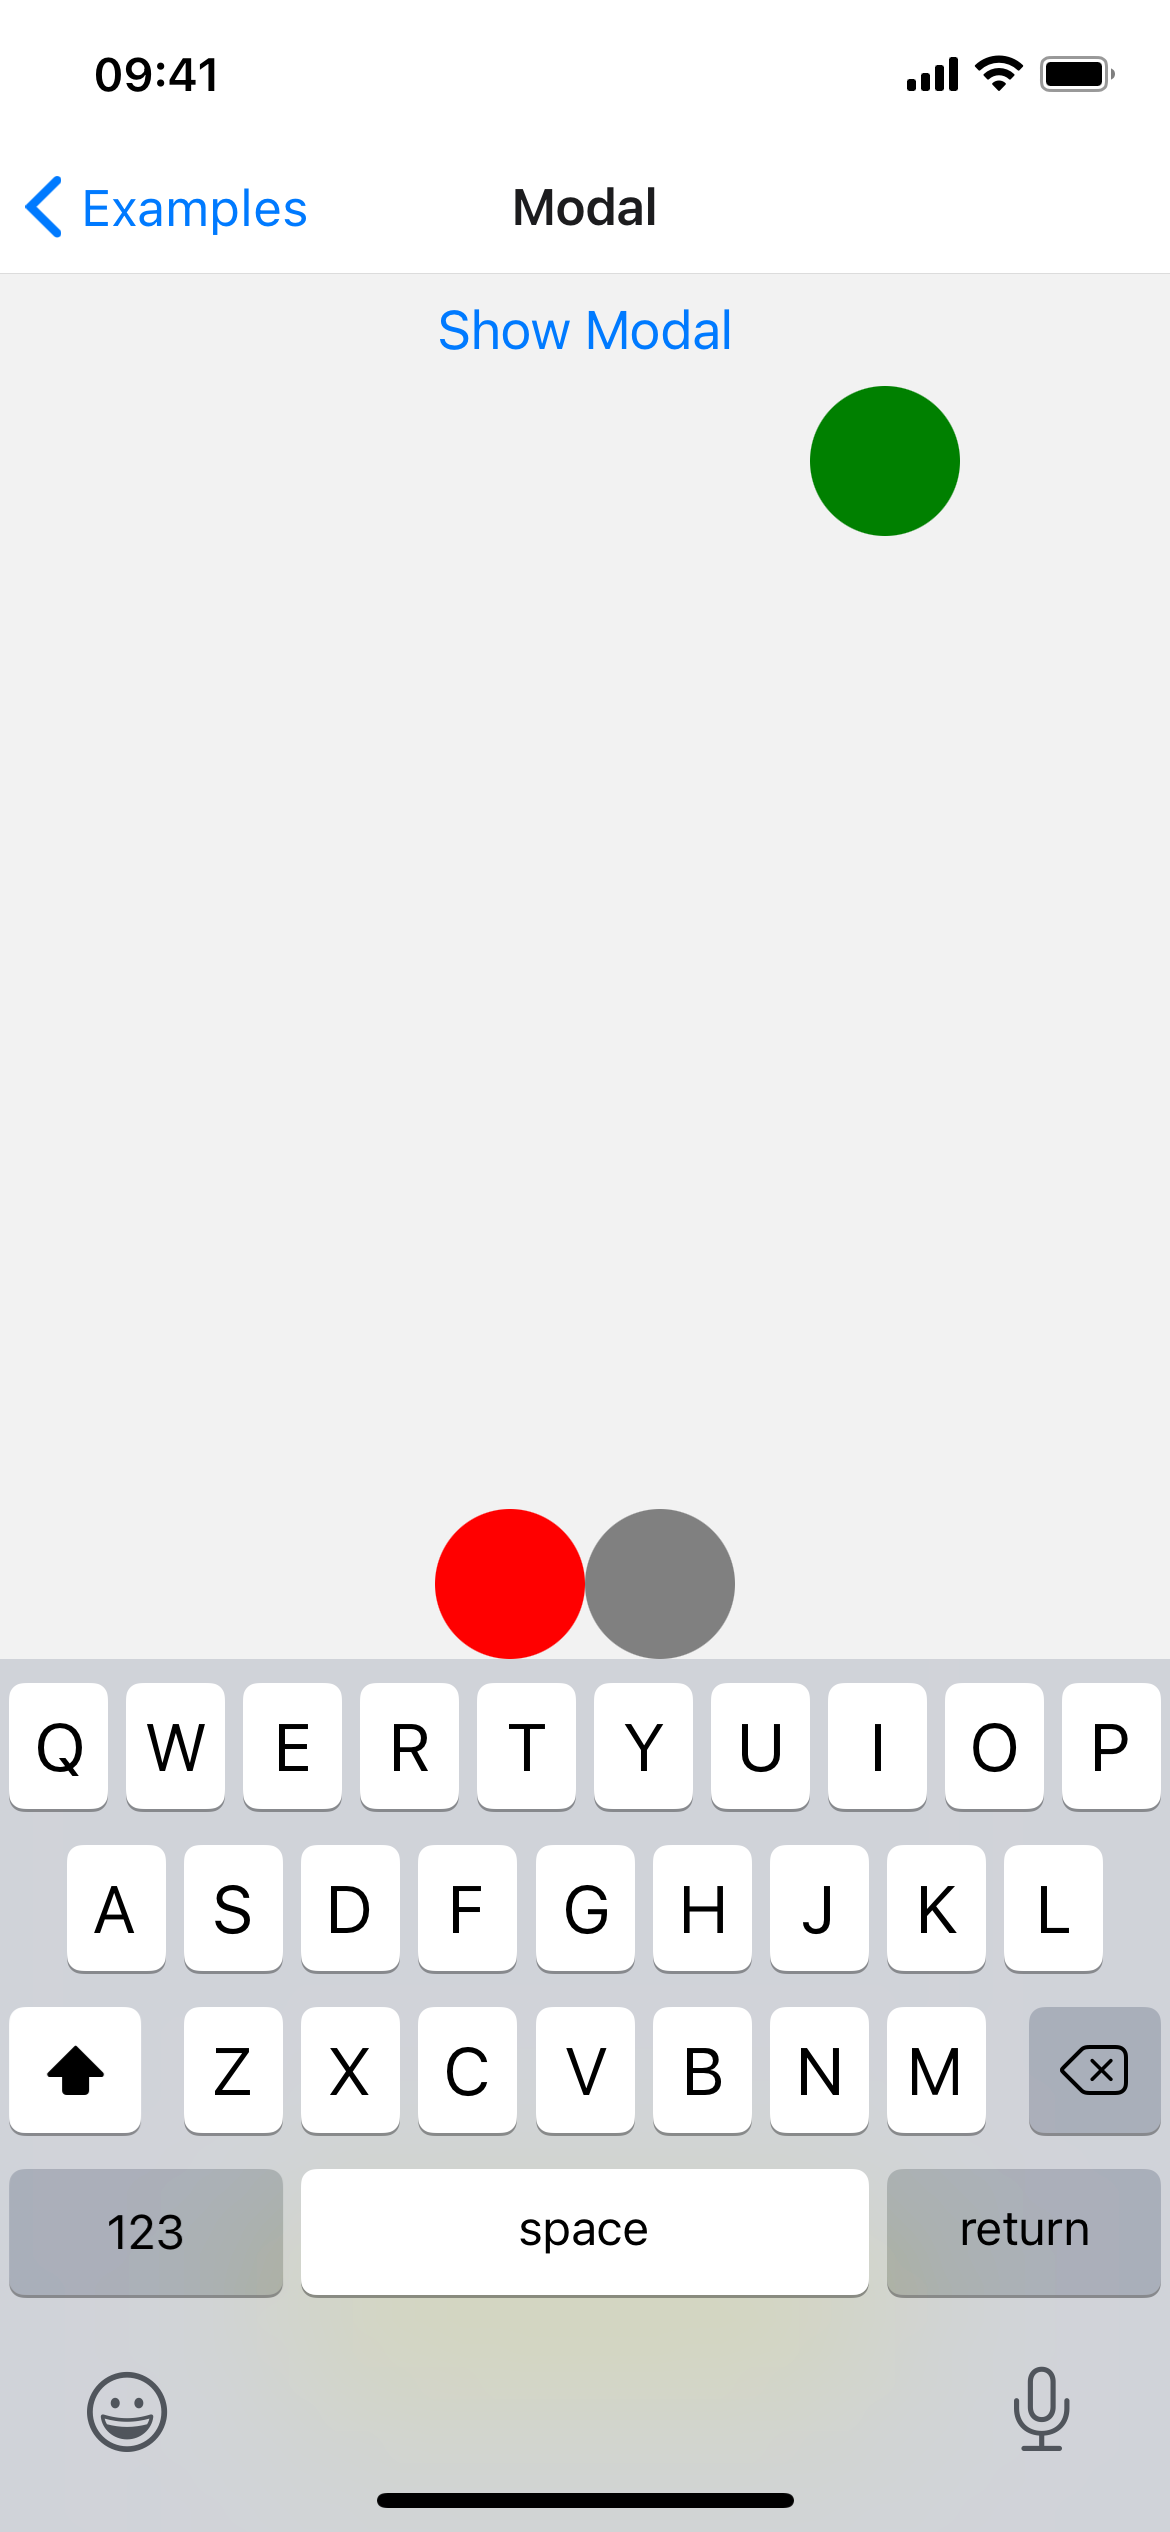 09:41
Examples Modal
Show Modal
Q W E R T Y U I O P
A S D F G H J K L
Z X C V B N M
123 space return